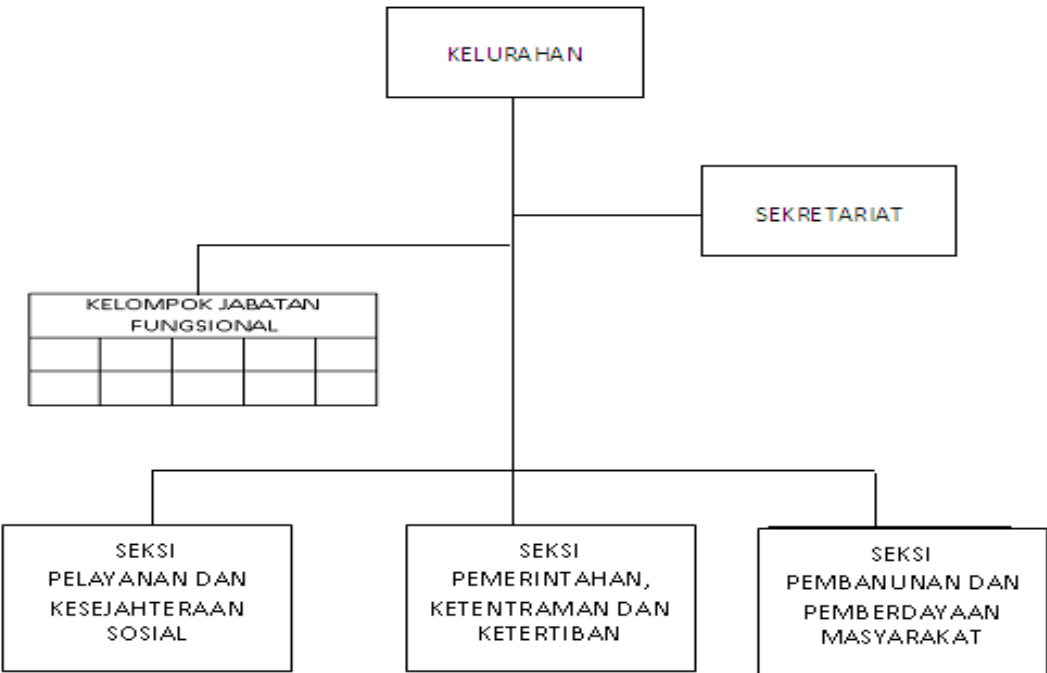 KELURAHAN
SEKRETARIAT
KELOMPOK JABATAN
FUNGSIONAL
SEKSI
PELAYANAN DAN
KESEJAHTERAAN
SOSIAL
SEKSI
PEMERINTAHAN,
KETENTRAMAN DAN
KETERTIBAN
SEKSI
PEMBANUNAN DAN
PEMBERDAYAAN
MASYARAKAT